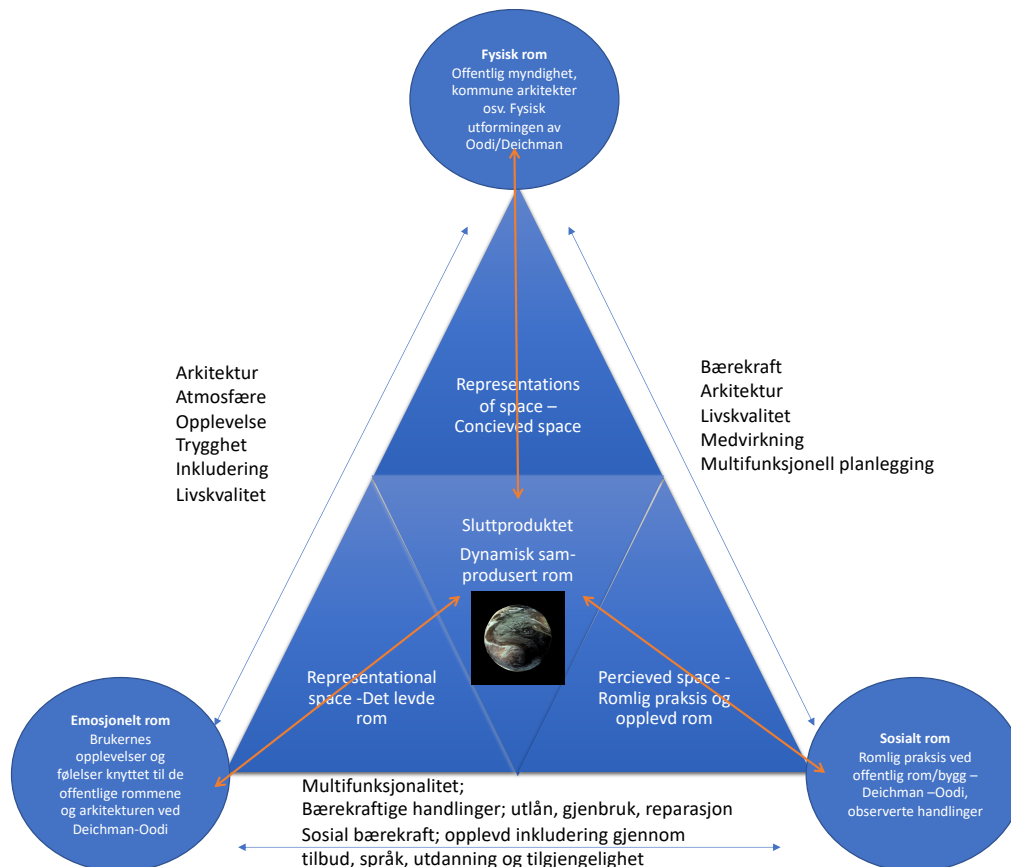 Fysisk rom
Offentlig myndighet,
kommune arkitekter
osv. Fysisk
utformingen av
Oodi/Deichman
Arkitektur
Atmosfære
Opplevelse
Trygghet
Inkludering
Livskvalitet
Representations
of space –
Concieved space
Bærekraft
Arkitektur
Livskvalitet
Medvirkning
Multifunksjonell planlegging
Sluttproduktet
Dynamisk sam-
produsert rom
Representational
space -Det levde
rom
Percieved space -
Romlig praksis og
opplevd rom
Emosjonelt rom
Brukernes
opplevelser og
følelser knyttet til de
offentlige rommene
og arkitekturen ved
Deichman-Oodi
Sosialt rom
Romlig praksis ved
offentlig rom/bygg –
Deichman –Oodi,
observerte handlinger
Multifunksjonalitet;
Bærekraftige handlinger; utlån, gjenbruk, reparasjon
Sosial bærekraft; opplevd inkludering gjennom
tilbud, språk, utdanning og tilgjengelighet